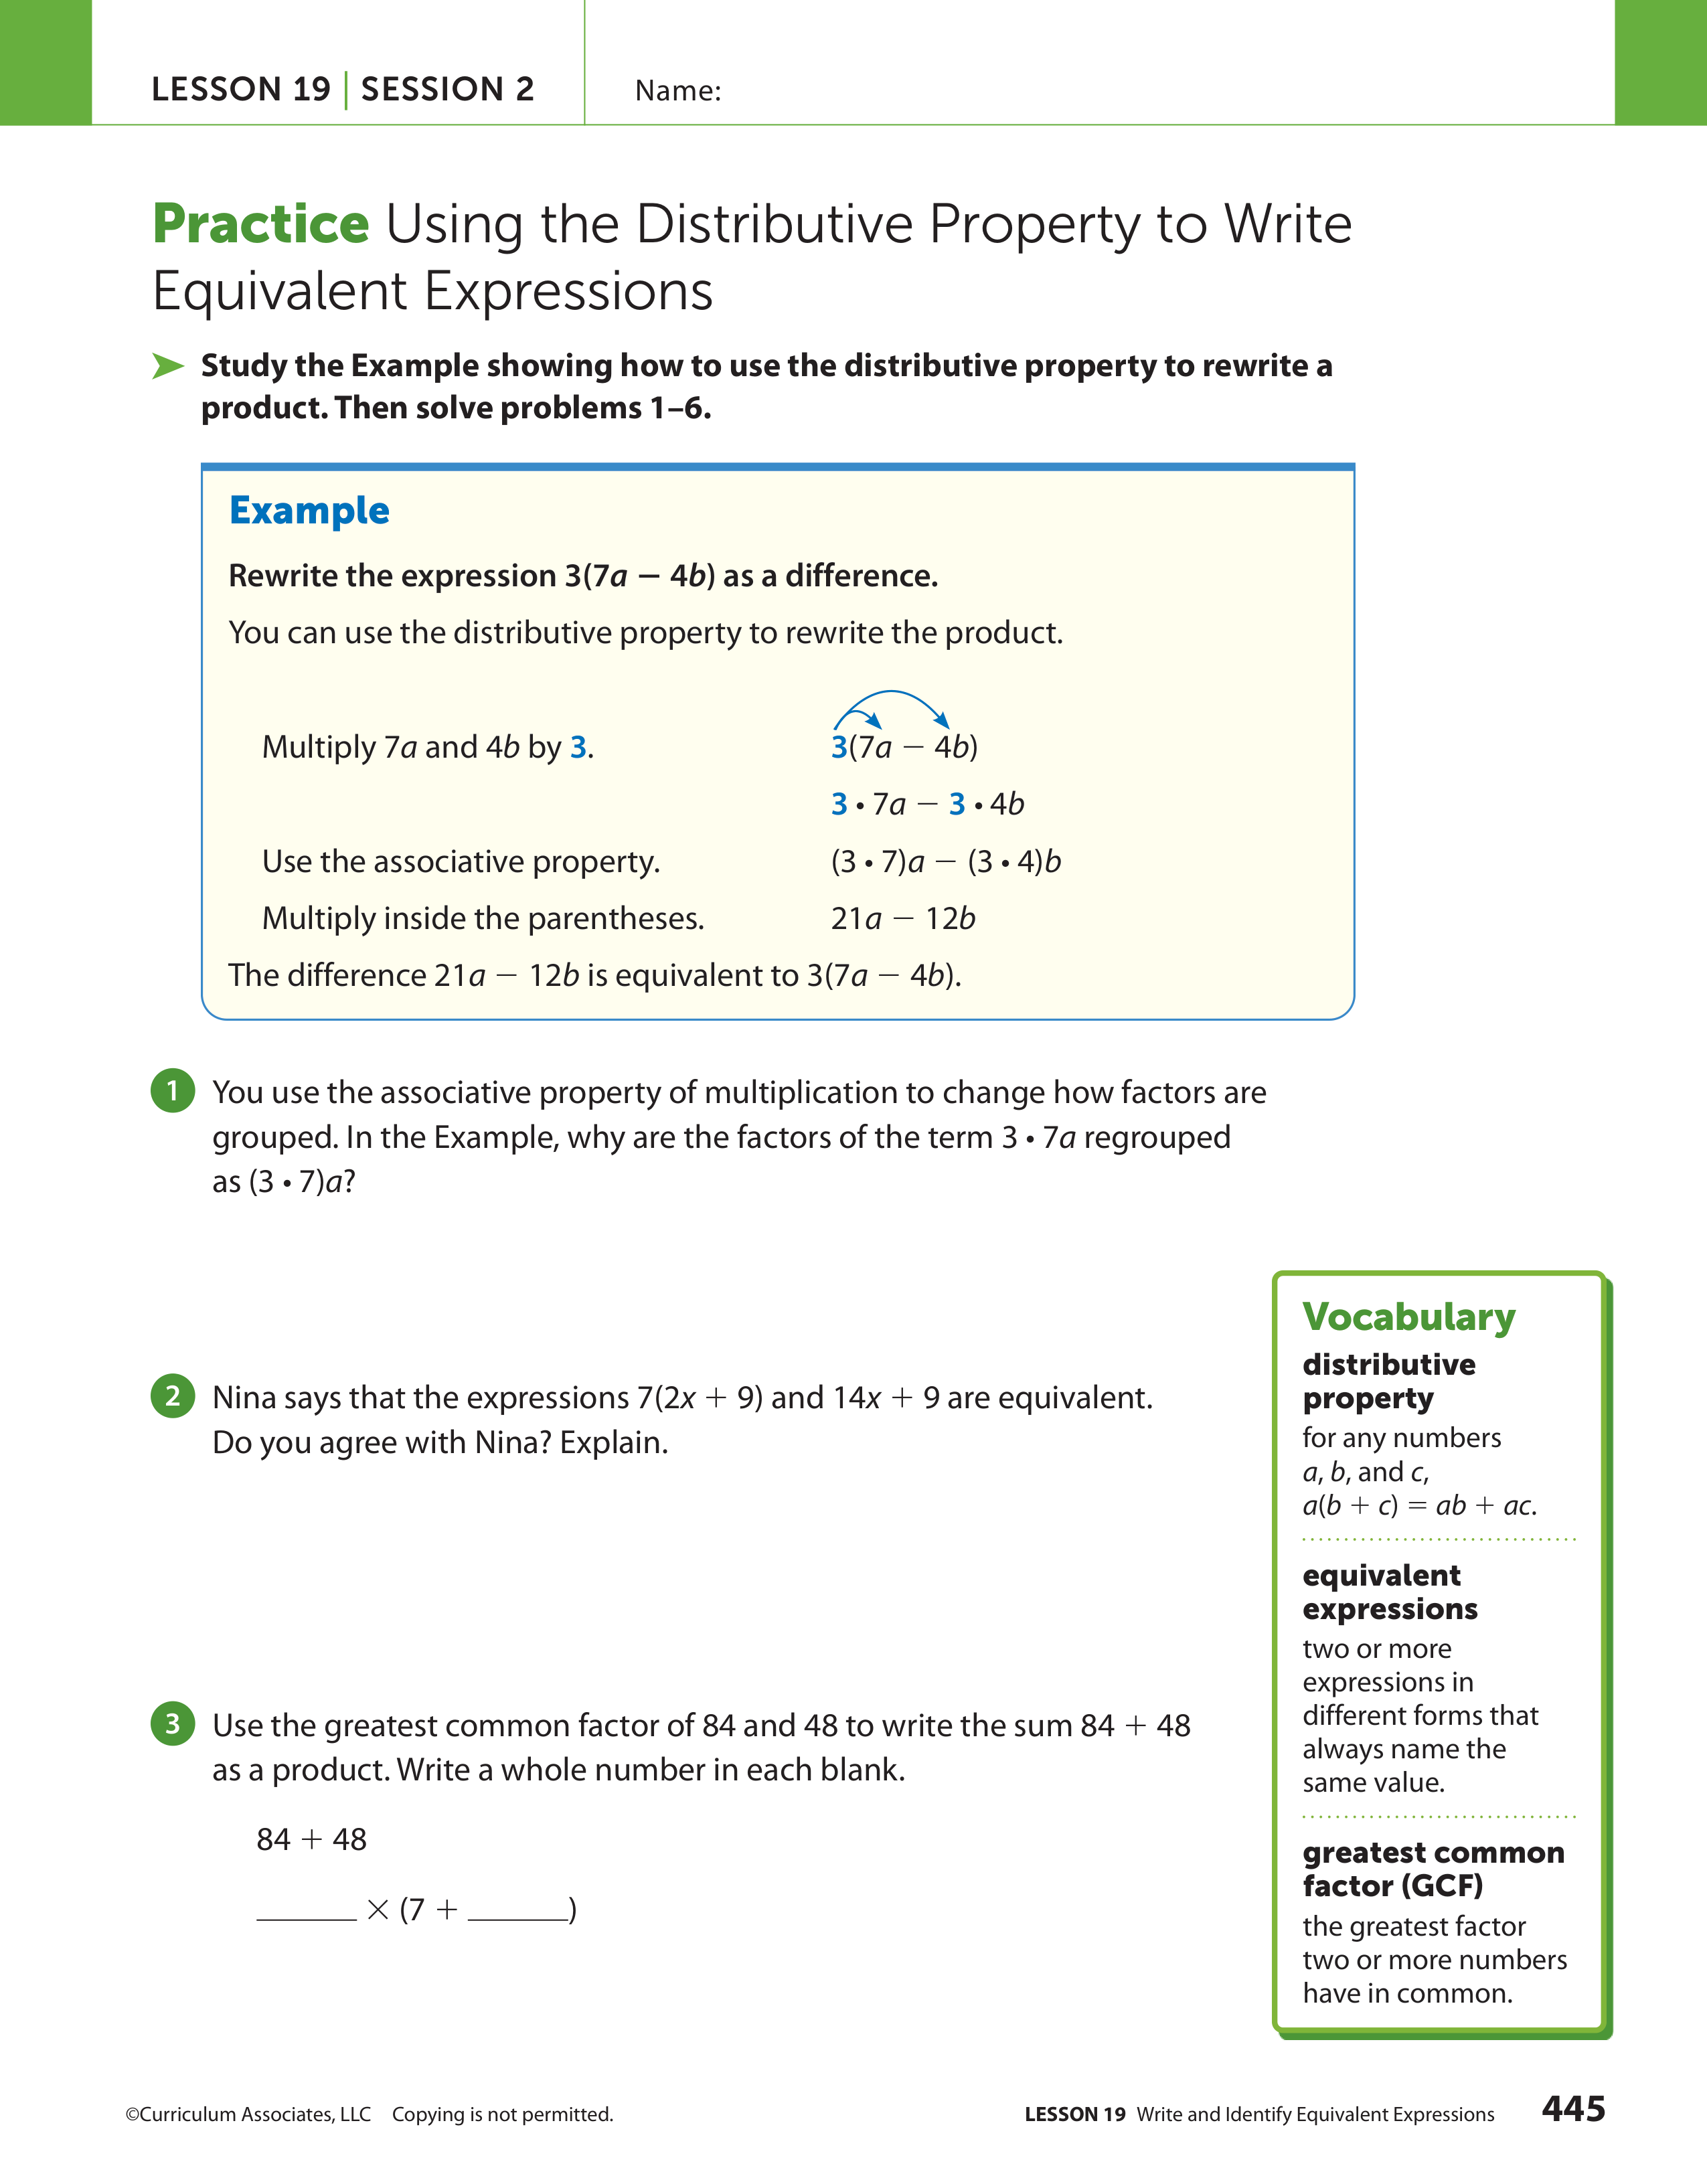 LESSON 19 | SESSION 2
Name:
Practice Using the Distributive Property to Write
Equivalent Expressions
➤ Study the Example showing how to use the distributive property to rewrite a
product. Then solve problems 1–6.
Example
Rewrite the expression 3(7a − 4b) as a difference.
You can use the distributive property to rewrite the product.
Multiply 7a and 4b by 3. 3(7a − 4b)
3 • 7a − 3 • 4b
Use the associative property. (3 • 7)a − (3 • 4)b
Multiply inside the parentheses. 21a − 12b
The difference 21a − 12b is equivalent to 3(7a − 4b).
1 You use the associative property of multiplication to change how factors are
grouped. In the Example, why are the factors of the term 3 • 7a regrouped
as (3 • 7)a?
2 Nina says that the expressions 7(2x + 9) and 14x + 9 are equivalent.
Do you agree with Nina? Explain.
3 Use the greatest common factor of 84 and 48 to write the sum 84 + 48
as a product. Write a whole number in each blank.
84 + 48
______ × (7 + ______)
Vocabulary
distributive
property
for any numbers
a, b, and c,
a(b + c) = ab + ac.
equivalent
expressions
two or more
expressions in
different forms that
always name the
same value.
greatest common
factor (GCF)
the greatest factor
two or more numbers
have in common.
©Curriculum Associates, LLC Copying is not permitted.
LESSON 19 Write and Identify Equivalent Expressions 445